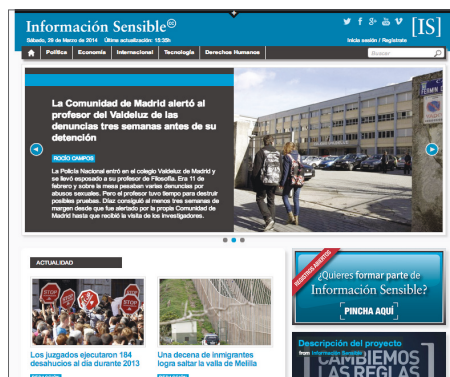 Información Sensible
Sábado, 29 de Marzo de 2014 Última actualización: 15:35h
[IS]
Inicia sesión / Regístrate
Política Economía Internacional Tecnología Derechos Humanos
Buscar
La Comunidad de Madrid alertó al
profesor del Valdeluz de las
denuncias tres semanas antes de su
detención
ROCÍO CAMPOS
La Policía Nacional entró en el colegio Valdeluz de Madrid y
se llevó esposado a su profesor de Filosofía. Era 11 de
febrero y sobre la mesa pesaban varias denuncias por
abusos sexuales. Pero el profesor tuvo tiempo para destruir
posibles pruebas. Díaz consiguió al menos tres semanas de
margen desde que fue alertado por la propia Comunidad de
Madrid hasta que recibió la visita de los investigadores.
ACTUALIDAD
STOP
STOP
STOP
Los juzgados ejecutaron 184
desahucios al día durante 2013
Una decena de inmigrantes
logra saltar la valla de Melilla
REGISTROS ABIERTOS
¿Quieres formar parte de
Información Sensible?
[PINCHA AQUÍ]
Descripción del proyecto
from Información Sensible
CAMBIEMOS
LAS REGLAS